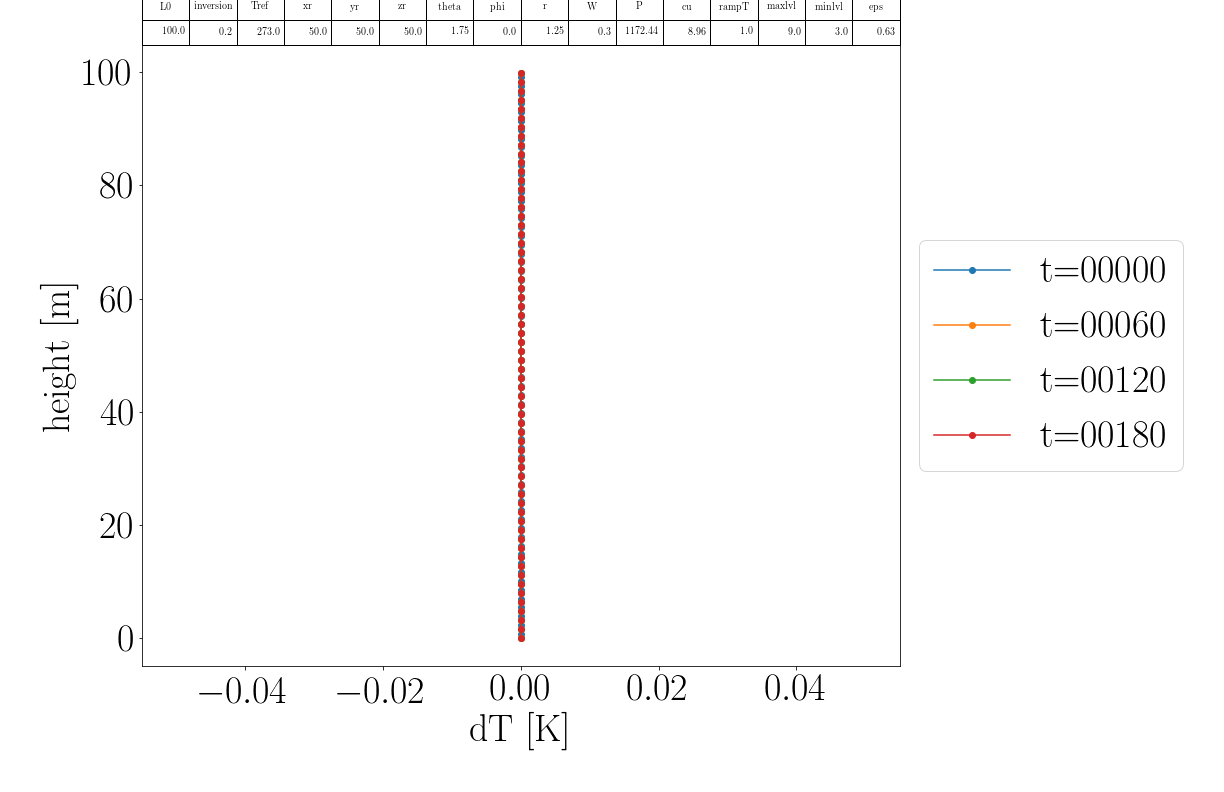 L0 inversion Tref xr yr zr theta phi r W P cu rampT maxlvl minlvl eps
100.0 0.2 273.0 50.0 50.0 50.0 1.75 0.0 1.25 0.3 1172.44 8.96 1.0 9.0 3.0 0.63
100
80
60
40
20
0
height [m]
−0.04 −0.02 0.00 0.02 0.04
dT [K]
t=00000
t=00060
t=00120
t=00180